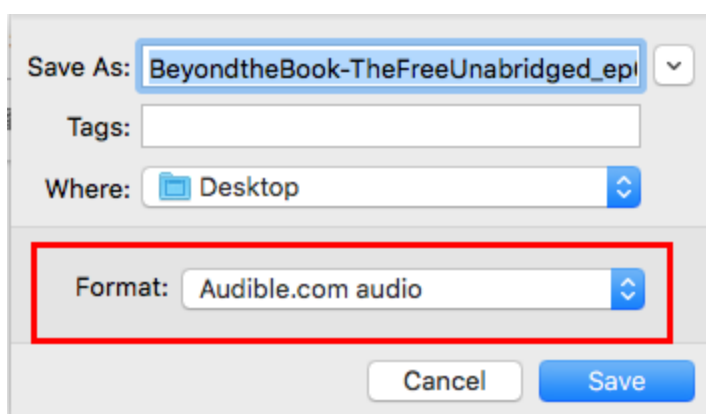 Save As: BeyondtheBook-TheFreeUnabridged_ep
Tags:
Where: Desktop
Format: Audible.com audio
Cancel Save